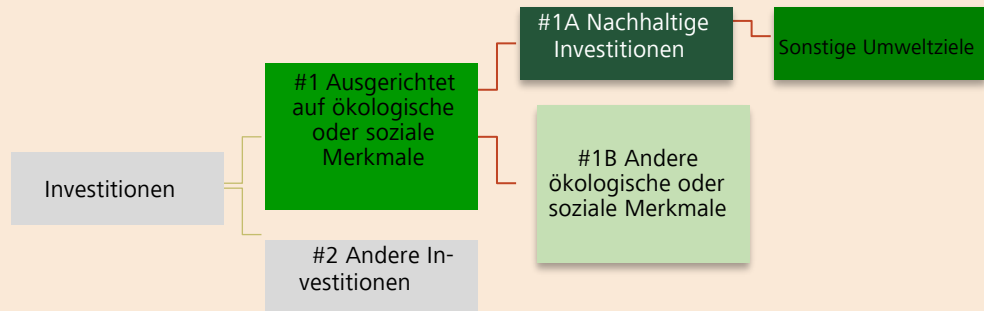 Investitionen
#1 Ausgerichtet
auf ökologische
oder soziale
Merkmale
#2 Andere In-
vestitionen
#1A Nachhaltige
Investitionen
#1B Andere
ökologische oder
soziale Merkmale
Sonstige Umweltziele